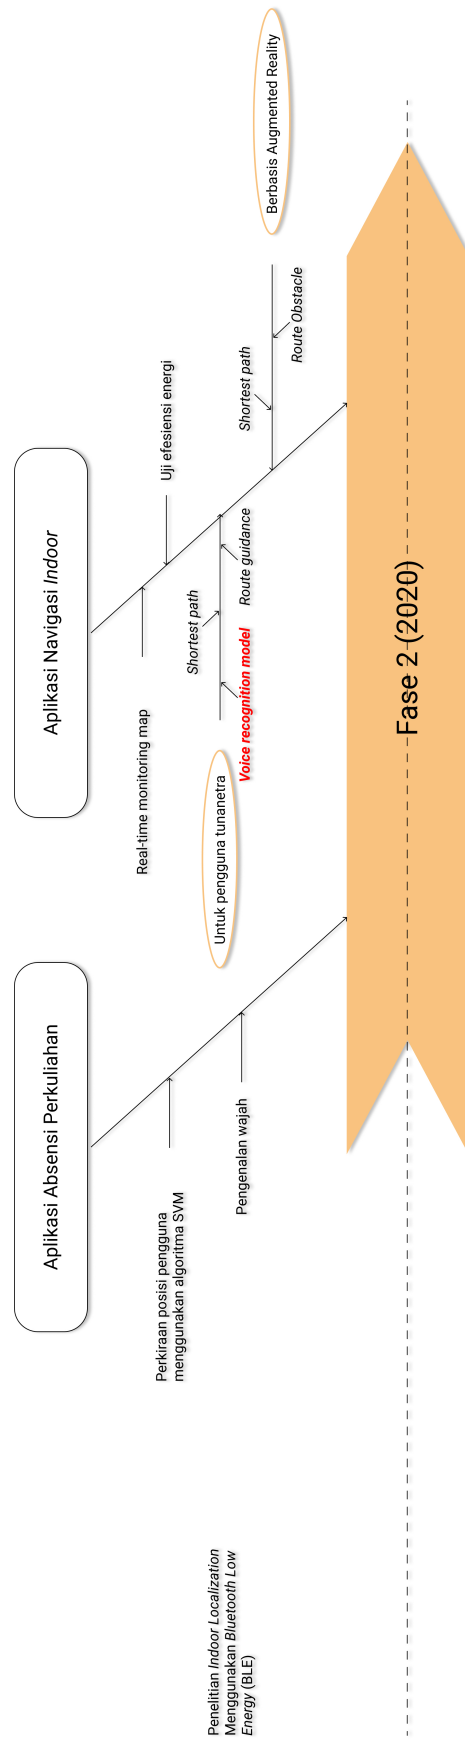 Penelitian Indoor Localization
Menggunakan Bluetooth Low
Energy (BLE)
Aplikasi Absensi Perkuliahan
Perkiraan posisi pengguna
menggunakan algoritma SVM
Pengenalan wajah
Aplikasi Navigasi Indoor
Real-time monitoring map
Uji efesiensi energi
Untuk pengguna tunanetra
Voice recognition model
Shortest path
Route guidance
Berbasis Augmented Reality
Shortest path
Route Obstacle
Fase 2 (2020)